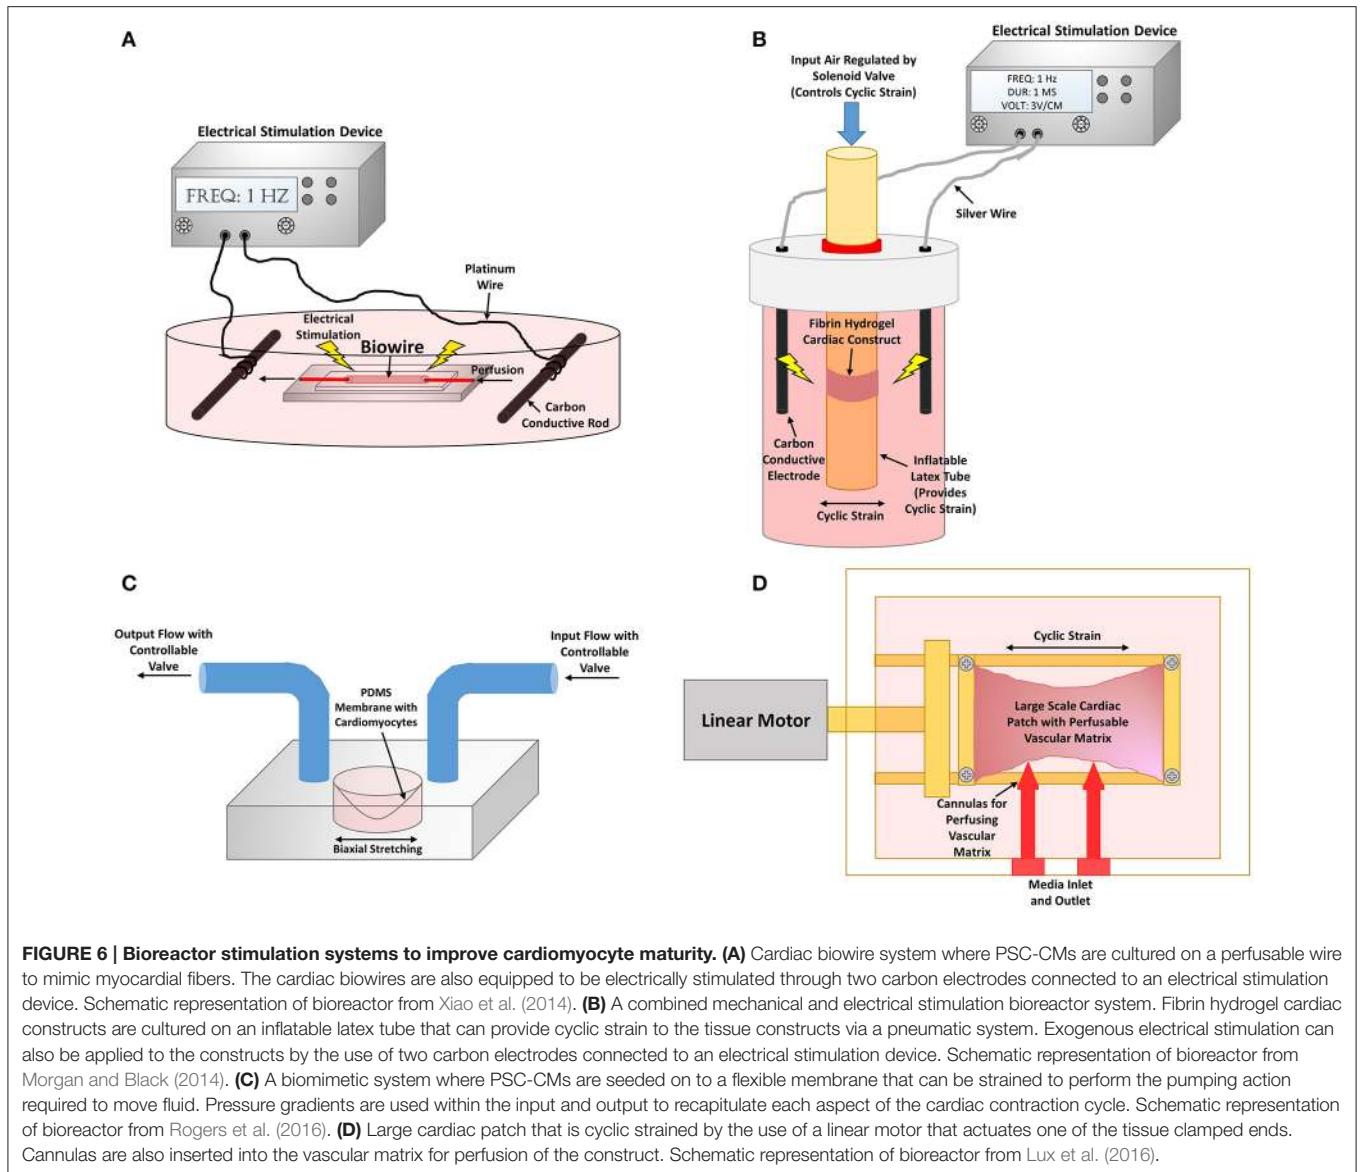 A
Electrical Stimulation Device
FREQ: 1 HZ
Platinum
Wire
Electrical
Stimulation
Biowire
Perfusion
Carbon
Conductive Rod
B
Electrical Stimulation Device
Input Air Regulated by
Solenoid Valve
(Controls Cyclic Strain)
FREQ: 1 Hz
DUR: 1 MS
VOLT: 3V/CM
Silver Wire
Fibrin Hydrogel
Cardiac Construct
Carbon
Conductive
Electrode
Inflatable
Latex Tube
(Provides
Cyclic Strain)
Cyclic Strain
C
Output Flow with
Controllable
Valve
Input Flow with
Controllable
Valve
PDMS
Membrane with
Cardiomyocytes
Biaxial Stretching
D
Cyclic Strain
Linear Motor
Large Scale Cardiac
Patch with Perfusable
Vascular Matrix
Cannulas for
Perfusing
Vascular
Matrix
Media Inlet
and Outlet
FIGURE 6 | Bioreactor stimulation systems to improve cardiomyocyte maturity. (A) Cardiac biowire system where PSC-CMs are cultured on a perfusable wire
to mimic myocardial fibers. The cardiac biowires are also equipped to be electrically stimulated through two carbon electrodes connected to an electrical stimulation
device. Schematic representation of bioreactor from Xiao et al. (2014). (B) A combined mechanical and electrical stimulation bioreactor system. Fibrin hydrogel cardiac
constructs are cultured on an inflatable latex tube that can provide cyclic strain to the tissue constructs via a pneumatic system. Exogenous electrical stimulation can
also be applied to the constructs by the use of two carbon electrodes connected to an electrical stimulation device. Schematic representation of bioreactor from
Morgan and Black (2014). (C) A biomimetic system where PSC-CMs are seeded on to a flexible membrane that can be strained to perform the pumping action
required to move fluid. Pressure gradients are used within the input and output to recapitulate each aspect of the cardiac contraction cycle. Schematic representation
of bioreactor from Rogers et al. (2016). (D) Large cardiac patch that is cyclic strained by the use of a linear motor that actuates one of the tissue clamped ends.
Cannulas are also inserted into the vascular matrix for perfusion of the construct. Schematic representation of bioreactor from Lux et al. (2016).